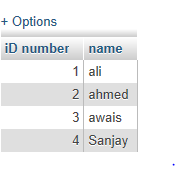 + Options
iD number name
1 ali
2 ahmed
3 awais
4 Sanjay
.